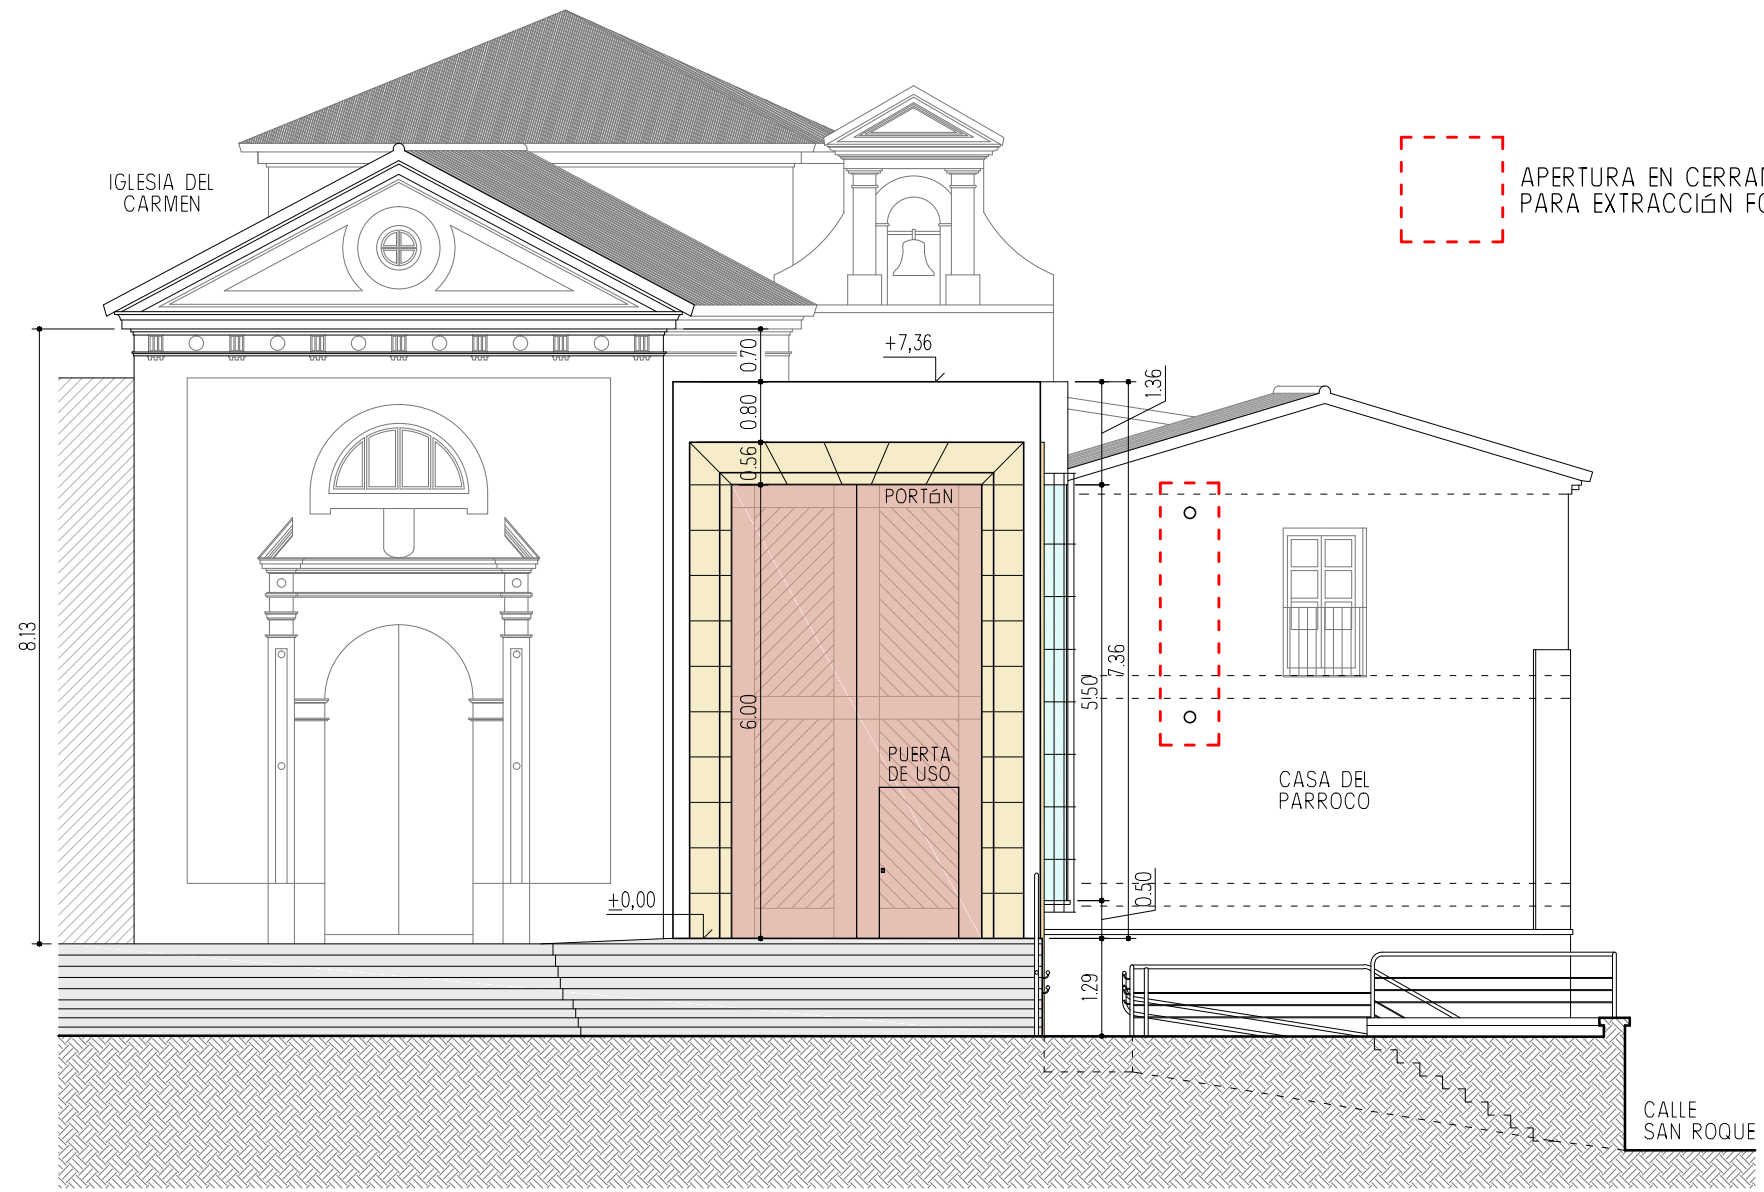 IGLESIA DEL
CARMEN
APERTURA EN
PARA
+7,36
0.70
0.80
0.56
1.36
PORTÓN
8.13
6.00
5.50
7.36
PUERTA
DE USO
CASA DEL
PARROCO
±0,00
0.50
1.29
CALLE
SAN ROQUE